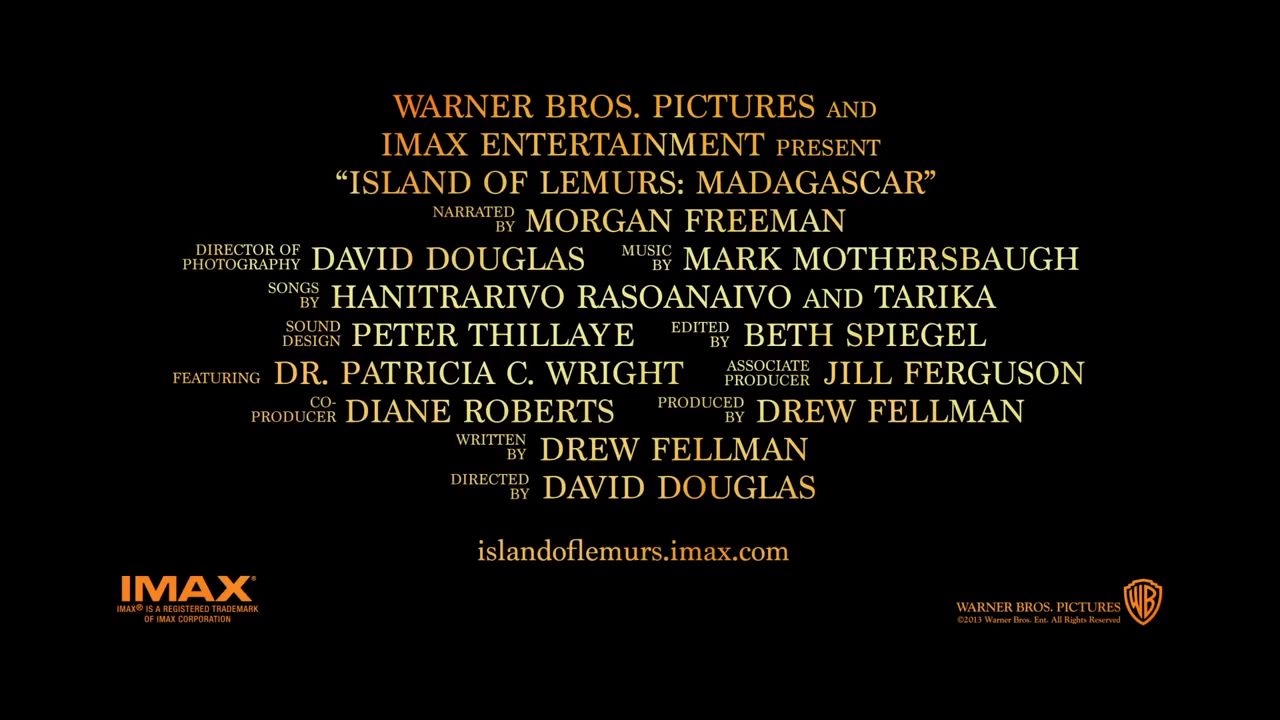 WARNER BROS. PICTURES AND
IMAX ENTERTAINMENT PRESENT
“ISLAND OF LEMURS: MADAGASCAR”
NARRATED BY MORGAN FREEMAN
DIRECTOR OF PHOTOGRAPHY DAVID DOUGLAS MUSIC BY MARK MOTHERSBAUGH
SONGS BY HANITRARIVO RASOANAIVO AND TARIKA
SOUND DESIGN PETER THILLAYE EDITED BY BETH SPIEGEL
FEATURING DR. PATRICIA C. WRIGHT ASSOCIATE PRODUCER JILL FERGUSON
CO-PRODUCER DIANE ROBERTS PRODUCED BY DREW FELLMAN
WRITTEN BY DREW FELLMAN
DIRECTED BY DAVID DOUGLAS
islandoflemurs.imax.com
IMAX®
IMAX® IS A REGISTERED TRADEMARK
OF IMAX CORPORATION
WARNER BROS. PICTURES WB
©2013 Warner Bros. Ent. All Rights Reserved